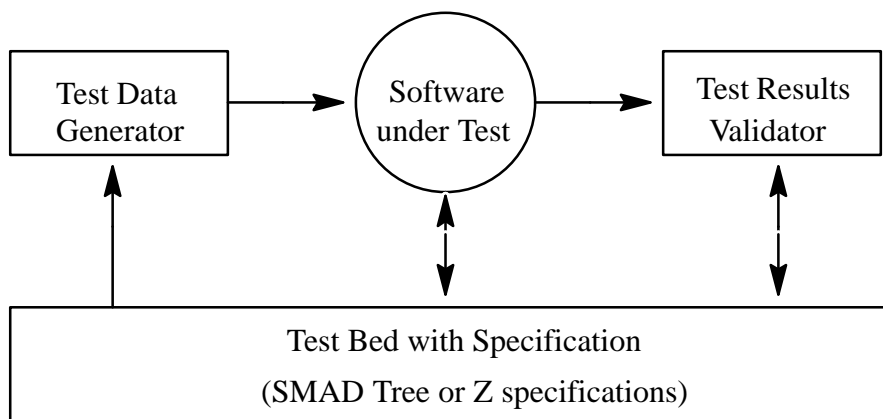 Test Data
Generator
Software
under Test
Test Results
Validator
Test Bed with Specification
(SMAD Tree or Z specifications)